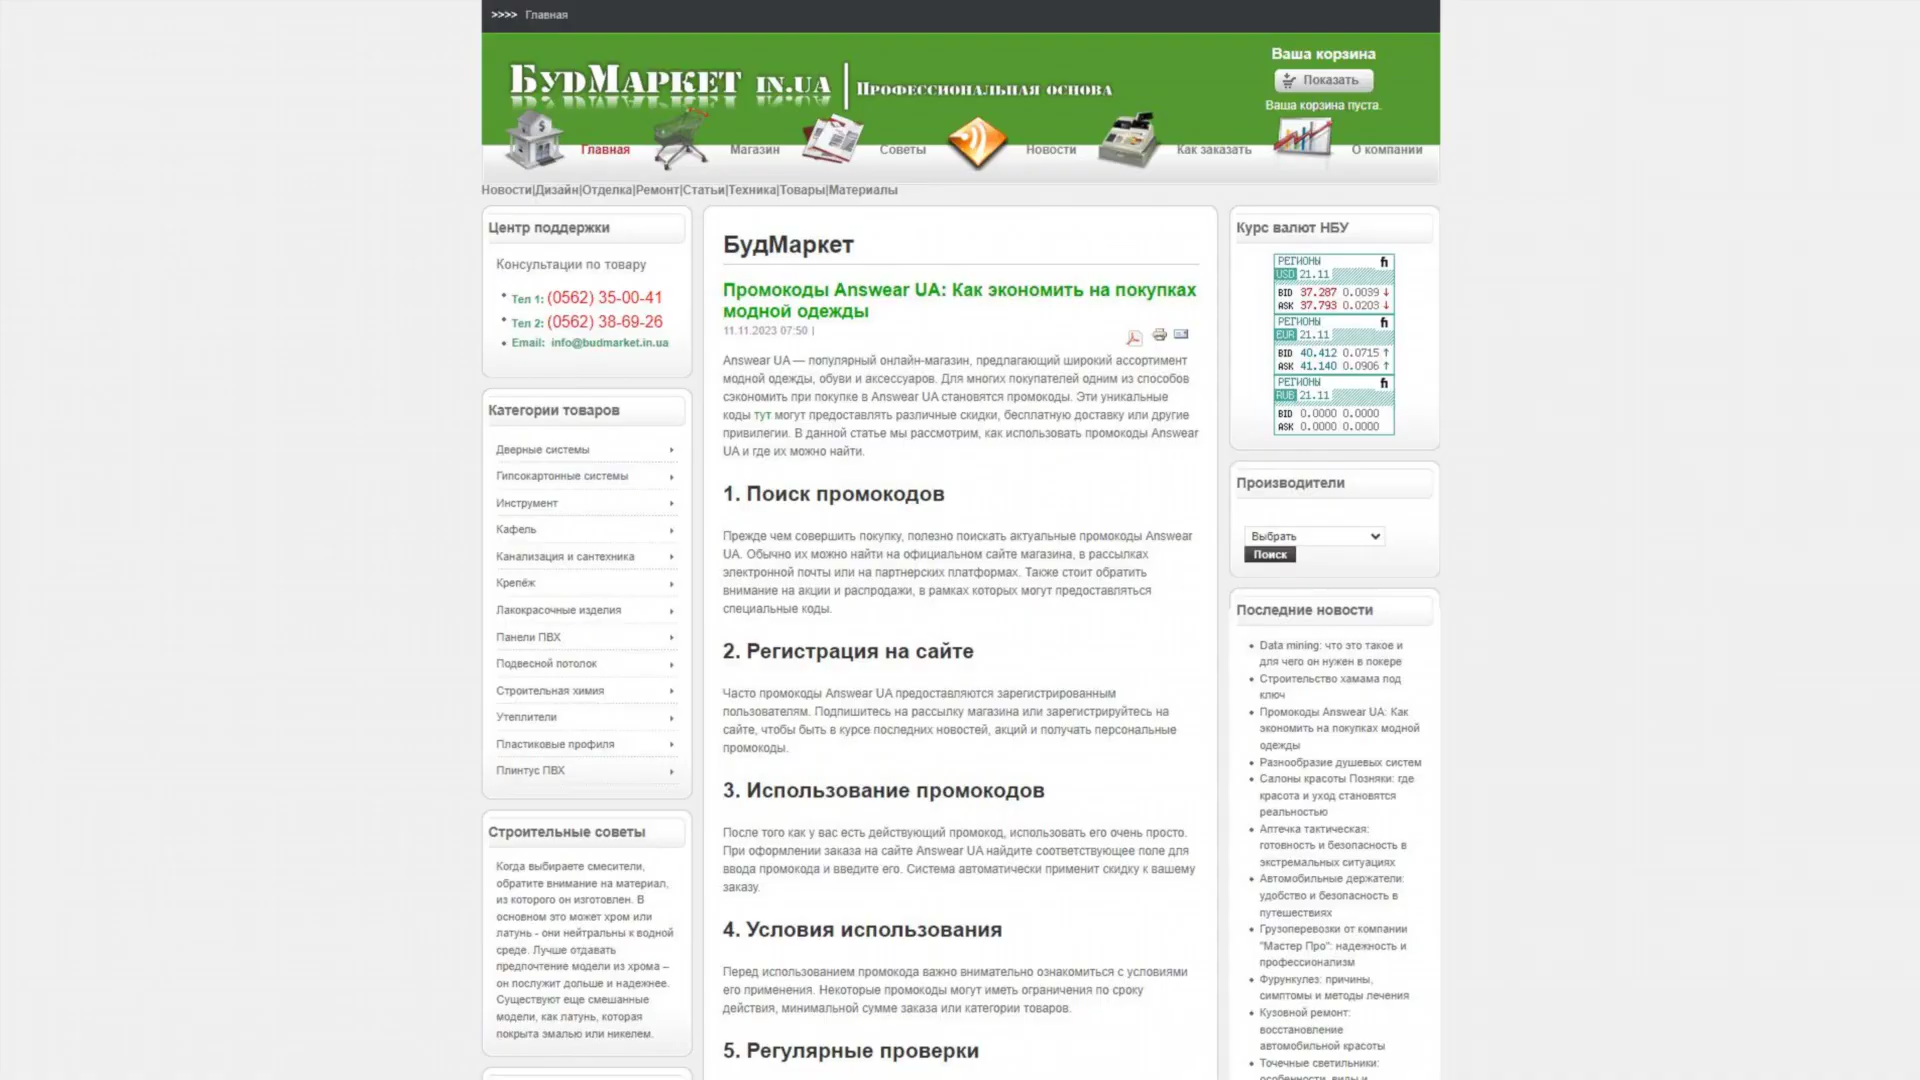 >>>> Главная
БудМаркет in.ua | Профессиональная основа
Ваша корзина
Показать
Ваша корзина пуста.
Главная
Магазин
Советы
Новости
Как заказать
О компании
Новости|Дизайн|Отделка|Ремонт|Статьи|Техника|Товары|Материалы
Центр поддержки
Консультации по товару
Тел 1: (0562) 35-00-41
Тел 2: (0562) 38-69-26
Email: info@budmarket.in.ua
Категории товаров
Дверные системы
Гипсокартонные системы
Инструмент
Кафель
Канализация и сантехника
Крепёж
Лакокрасочные изделия
Панели ПВХ
Подвесной потолок
Строительная химия
Утеплители
Пластиковые профиля
Плинтус ПВХ
Строительные советы
Когда выбираете смесители,
обратите внимание на материал,
из которого он изготовлен. В
основном это может хром или
латунь - они нейтральны к водной
среде. Лучше отдавать
предпочтение модели из хрома –
он послужит дольше и надежнее.
Существуют еще смешанные
модели, как латунь, которая
покрыта эмалью или никелем.
БудМаркет
Промокоды Answear UA: Как экономить на покупках
модной одежды
11.11.2023 07:50 |
Answear UA — популярный онлайн-магазин, предлагающий широкий ассортимент
модной одежды, обуви и аксессуаров. Для многих покупателей одним из способов
сэкономить при покупке в Answear UA становятся промокоды. Эти уникальные
коды тут могут предоставлять различные скидки, бесплатную доставку или другие
привилегии. В данной статье мы рассмотрим, как использовать промокоды Answear
UA и где их можно найти.
1. Поиск промокодов
Прежде чем совершить покупку, полезно поискать актуальные промокоды Answear
UA. Обычно их можно найти на официальном сайте магазина, в рассылках
электронной почты или на партнерских платформах. Также стоит обратить
внимание на акции и распродажи, в рамках которых могут предоставляться
специальные коды.
2. Регистрация на сайте
Часто промокоды Answear UA предоставляются зарегистрированным
пользователям. Подпишитесь на рассылку магазина или зарегистрируйтесь на
сайте, чтобы быть в курсе последних новостей, акций и получать персональные
промокоды.
3. Использование промокодов
После того как у вас есть действующий промокод, использовать его очень просто.
При оформлении заказа на сайте Answear UA найдите соответствующее поле для
ввода промокода и введите его. Система автоматически применит скидку к вашему
заказу.
4. Условия использования
Перед использованием промокода важно внимательно ознакомиться с условиями
его применения. Некоторые промокоды могут иметь ограничения по сроку
действия, минимальной сумме заказа или категории товаров.
5. Регулярные проверки
Курс валют НБУ
РЕГИОНЫ fi
USD 21.11
BID 37.287 0.0039 ↓
ASK 37.793 0.0203 ↓
РЕГИОНЫ fi
EUR 21.11
BID 40.412 0.0715 ↑
ASK 41.140 0.0906 ↑
РЕГИОНЫ fi
RUB 21.11
BID 0.0000 0.0000
ASK 0.0000 0.0000
Производители
Выбрать
Поиск
Последние новости
Data mining: что это такое и
для чего он нужен в покере
Строительство хамама под
ключ
Промокоды Answear UA: Как
экономить на покупках модной
одежды
Разнообразие душевых систем
Салоны красоты Позняки: где
красота и уход становятся
реальностью
Аптечка тактическая:
готовность и безопасность в
экстремальных ситуациях
Автомобильные держатели:
удобство и безопасность в
путешествиях
Грузоперевозки от компании
"Мастер Про": надежность и
профессионализм
Фурункулез: причины,
симптомы и методы лечения
Кузовной ремонт:
восстановление
автомобильной красоты
Точечные светильники:
особенности, виды и